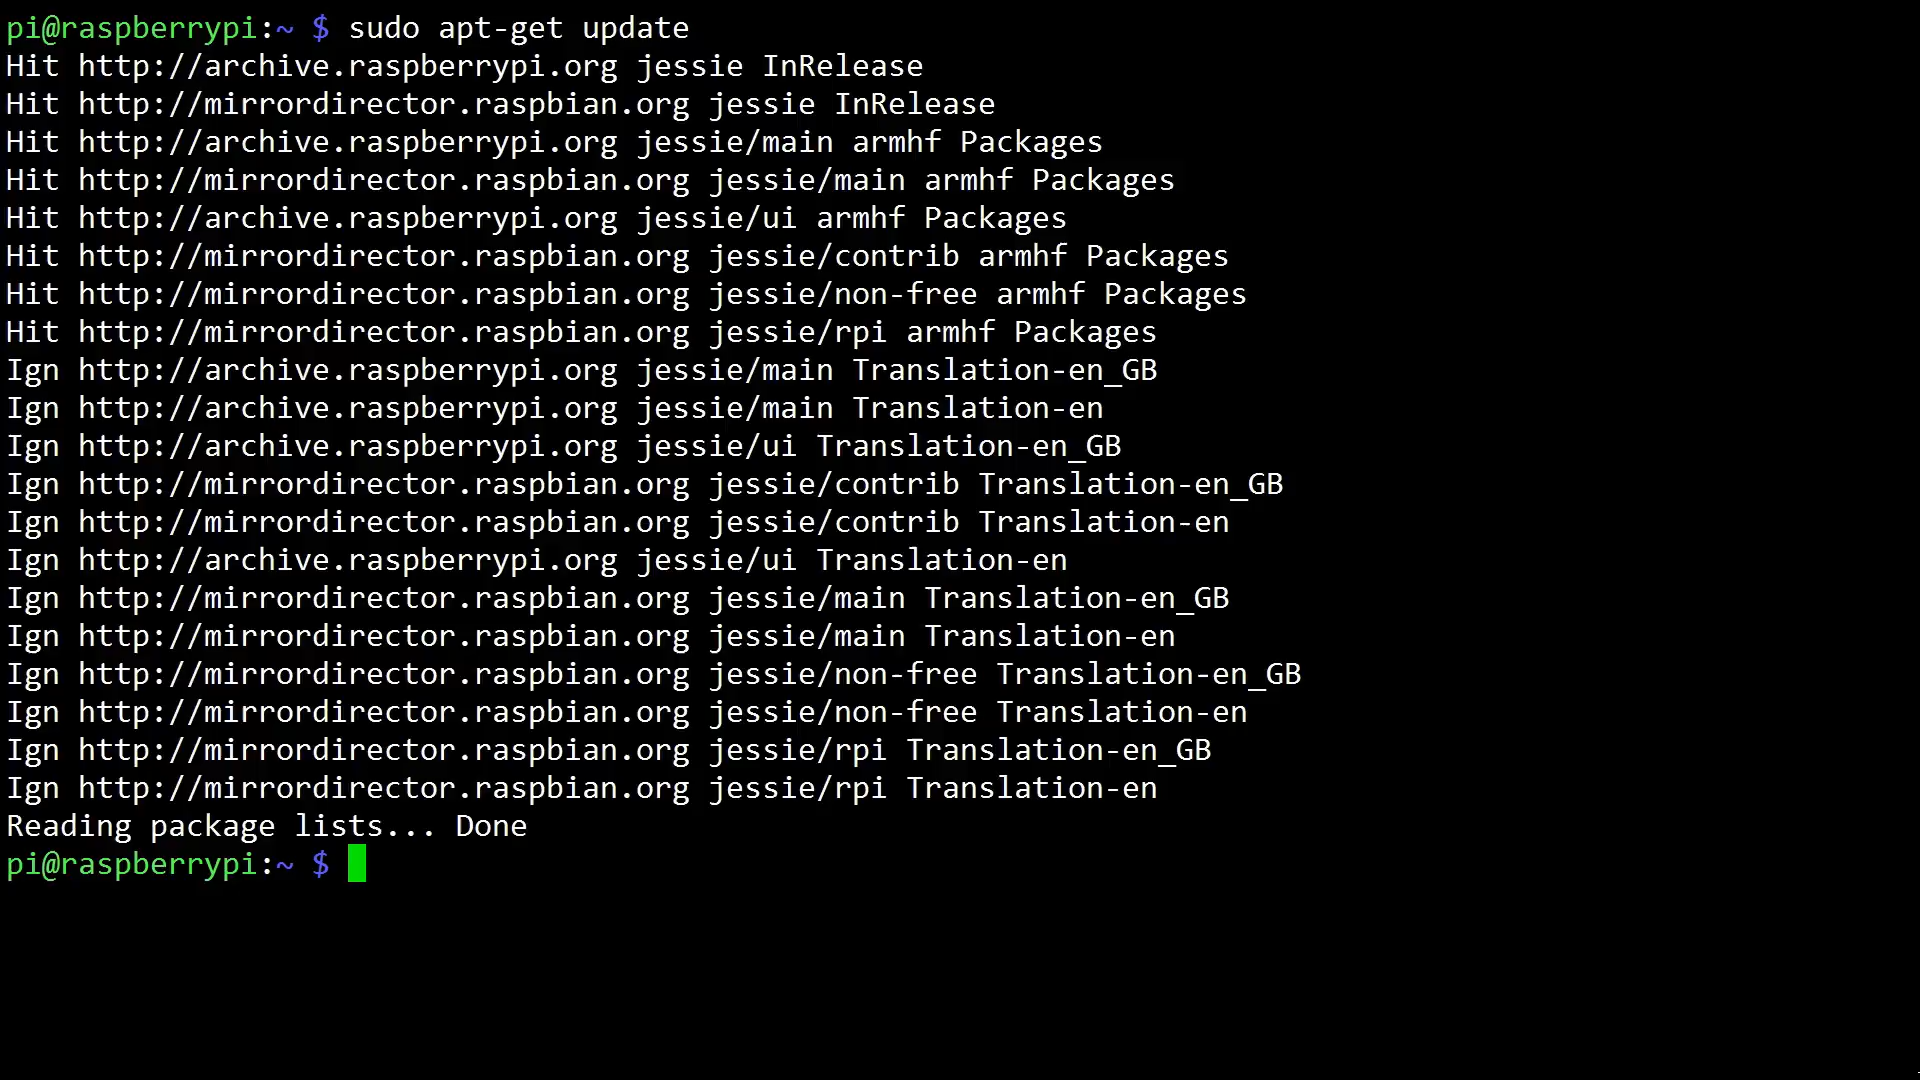 pi@raspberrypi:~ $ sudo apt-get update
Hit http://archive.raspberrypi.org jessie InRelease
Hit http://mirrordirector.raspbian.org jessie InRelease
Hit http://archive.raspberrypi.org jessie/main armhf Packages
Hit http://mirrordirector.raspbian.org jessie/main armhf Packages
Hit http://archive.raspberrypi.org jessie/ui armhf Packages
Hit http://mirrordirector.raspbian.org jessie/contrib armhf Packages
Hit http://mirrordirector.raspbian.org jessie/non-free armhf Packages
Hit http://mirrordirector.raspbian.org jessie/rpi armhf Packages
Ign http://archive.raspberrypi.org jessie/main Translation-en_GB
Ign http://archive.raspberrypi.org jessie/main Translation-en
Ign http://archive.raspberrypi.org jessie/ui Translation-en_GB
Ign http://mirrordirector.raspbian.org jessie/contrib Translation-en_GB
Ign http://mirrordirector.raspbian.org jessie/contrib Translation-en
Ign http://archive.raspberrypi.org jessie/ui Translation-en
Ign http://mirrordirector.raspbian.org jessie/main Translation-en_GB
Ign http://mirrordirector.raspbian.org jessie/main Translation-en
Ign http://mirrordirector.raspbian.org jessie/non-free Translation-en_GB
Ign http://mirrordirector.raspbian.org jessie/non-free Translation-en
Ign http://mirrordirector.raspbian.org jessie/rpi Translation-en_GB
Ign http://mirrordirector.raspbian.org jessie/rpi Translation-en
Reading package lists... Done
pi@raspberrypi:~ $